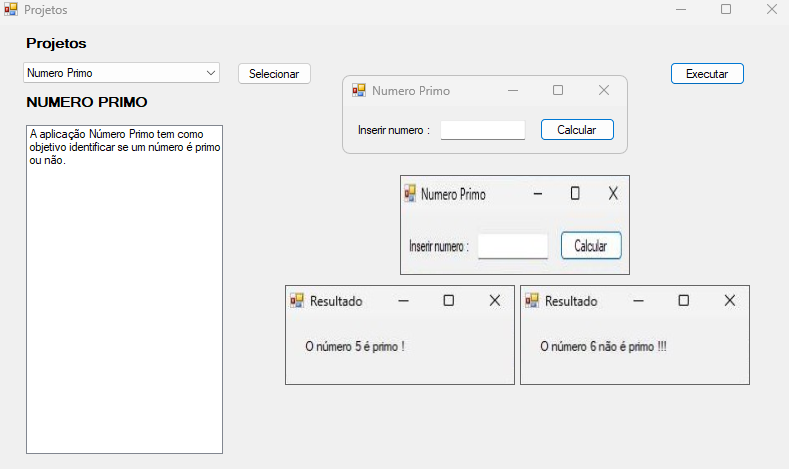 Projetos
Projetos
Numero Primo
Selecionar
Executar
NUMERO PRIMO
A aplicação Número Primo tem como
objetivo identificar se um número é primo
ou não.
Numero Primo
Inserir numero :
Calcular
Numero Primo
Inserir numero :
Calcular
Resultado
O número 5 é primo !
Resultado
O número 6 não é primo !!!